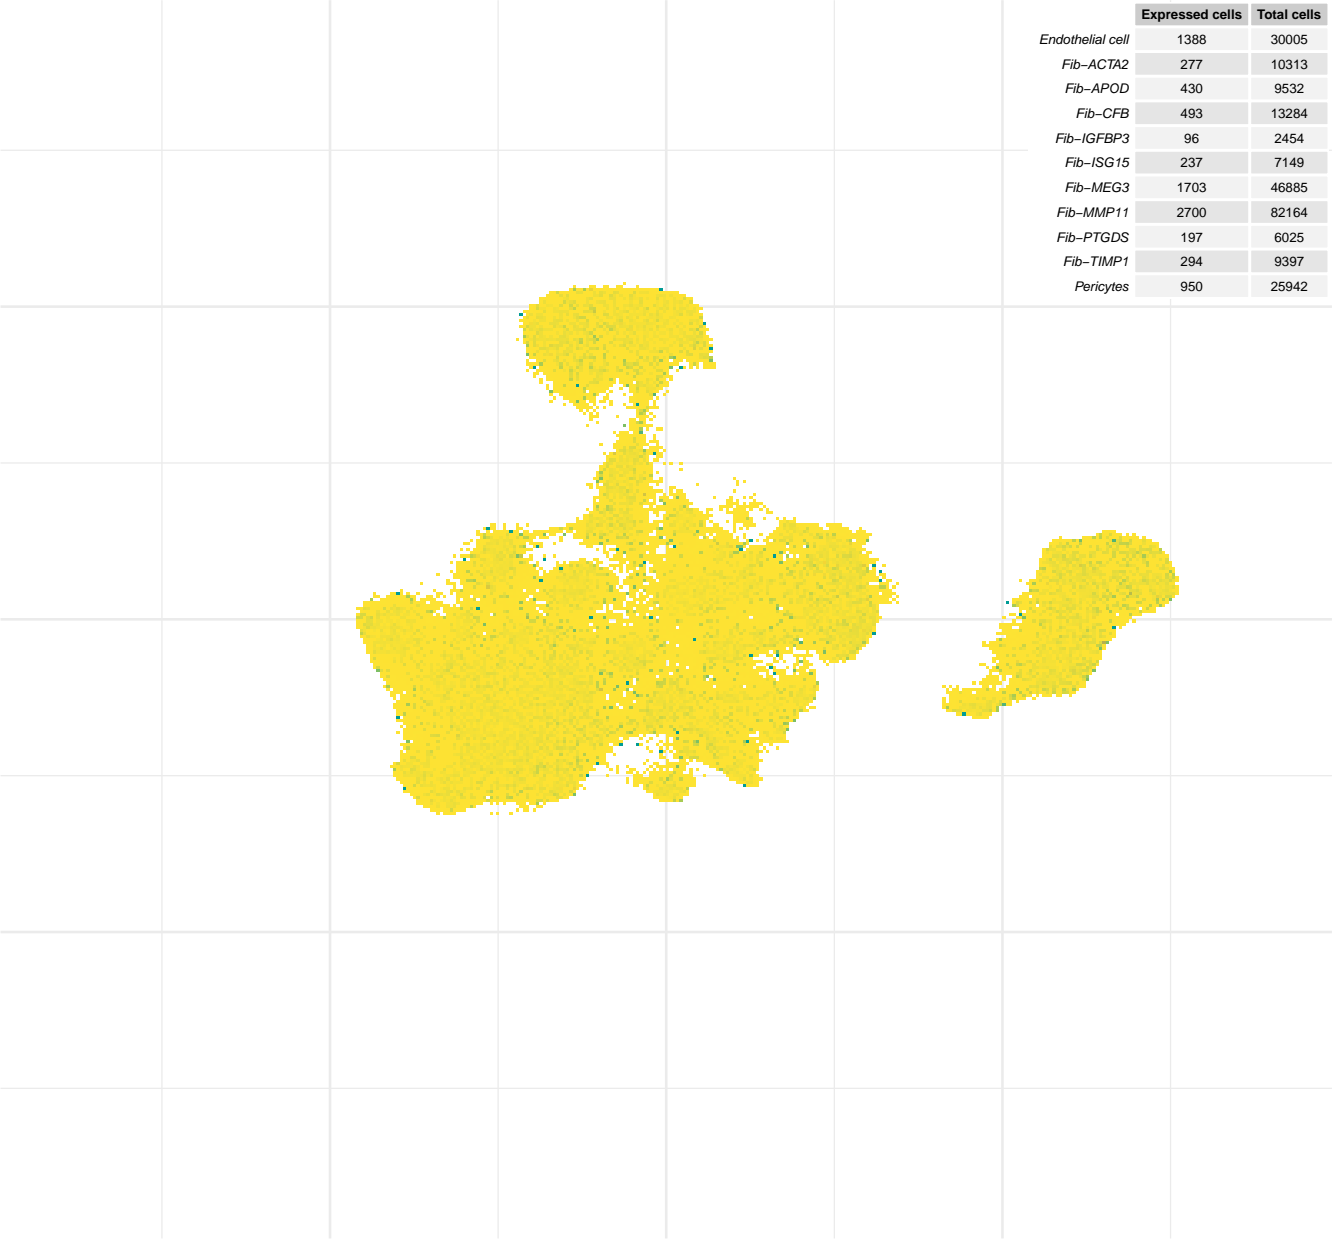 Expressed cells Total cells
Endothelial cell 1388 30005
Fib−ACTA2 277 10313
Fib−APOD 430 9532
Fib−CFB 493 13284
Fib−IGFBP3 96 2454
Fib−ISG15 237 7149
Fib−MEG3 1703 46885
Fib−MMP11 2700 82164
Fib−PTGDS 197 6025
Fib−TIMP1 294 9397
Pericytes 950 25942